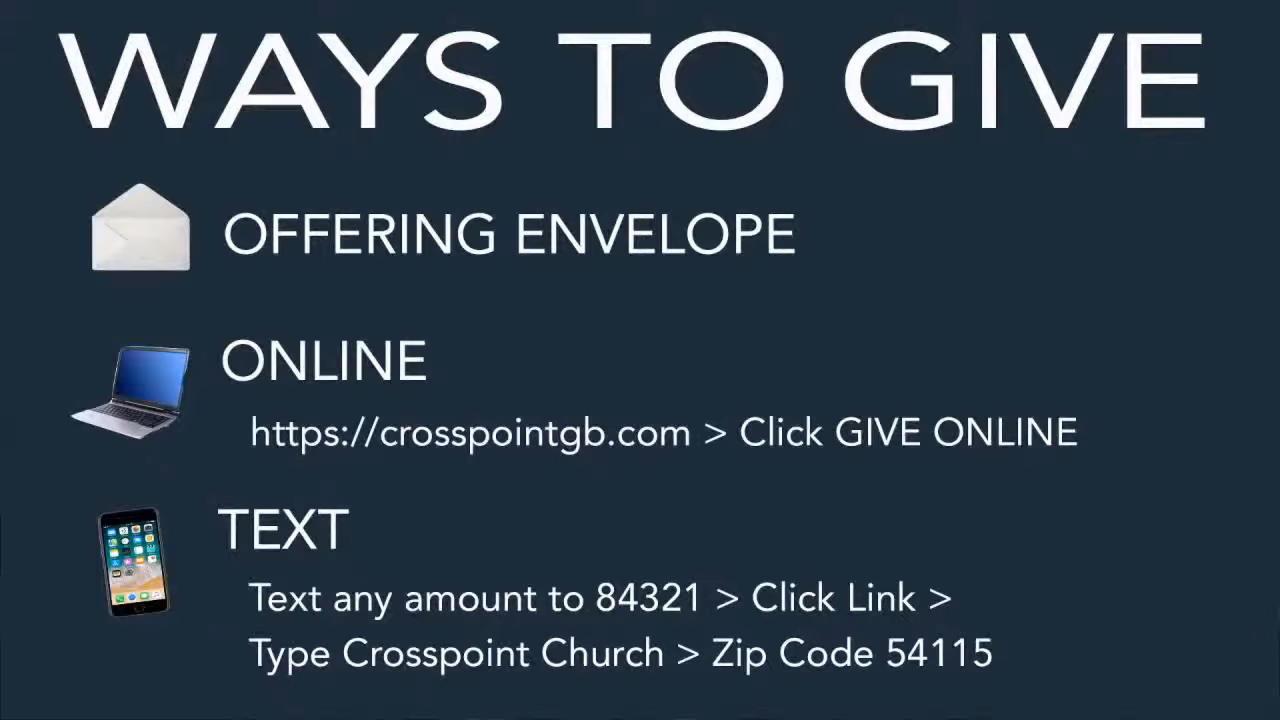 WAYS TO GIVE
OFFERING ENVELOPE
ONLINE
https://crosspointgb.com > Click GIVE ONLINE
TEXT
Text any amount to 84321 > Click Link >
Type Crosspoint Church > Zip Code 54115